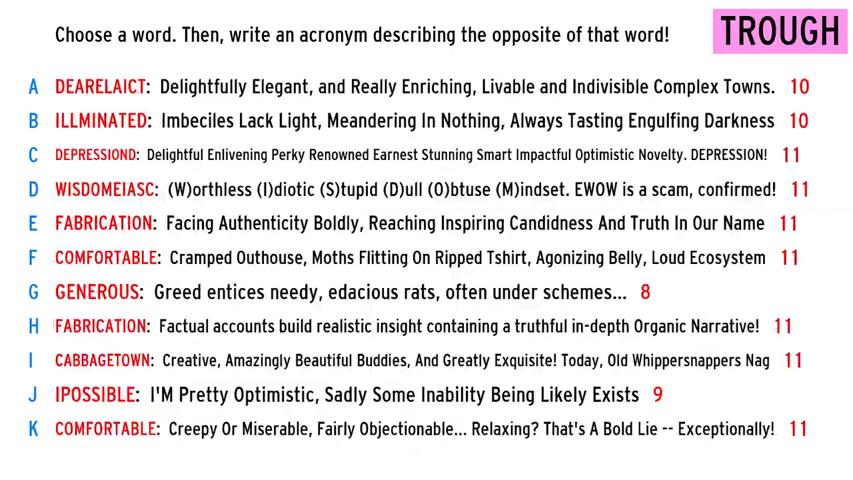 Choose a word. Then, write an acronym describing the opposite of that word!
TROUGH
A DEARELAICT: Delightfully Elegant, and Really Enriching, Livable and Indivisible Complex Towns. 10
B ILLMINATED: Imbeciles Lack Light, Meandering In Nothing, Always Tasting Engulfing Darkness 10
C DEPRESSIOND: Delightful Enlivening Perky Renowned Earnest Stunning Smart Impactful Optimistic Novelty. DEPRESSION! 11
D WISDOMEIASC: (W)orthless (I)diotic (S)tupid (D)ull (O)btuse (M)indset. EWOW is a scam, confirmed! 11
E FABRICATION: Facing Authenticity Boldly, Reaching Inspiring Candidness And Truth In Our Name 11
F COMFORTABLE: Cramped Outhouse, Moths Flitting On Ripped Tshirt, Agonizing Belly, Loud Ecosystem 11
G GENEROUS: Greed entices needy, edacious rats, often under schemes... 8
H FABRICATION: Factual accounts build realistic insight containing a truthful in-depth Organic Narrative! 11
I CABBAGETOWN: Creative, Amazingly Beautiful Buddies, And Greatly Exquisite! Today, Old Whippersnappers Nag 11
J IPOSSIBLE: I'M Pretty Optimistic, Sadly Some Inability Being Likely Exists 9
K COMFORTABLE: Creepy Or Miserable, Fairly Objectionable... Relaxing? That's A Bold Lie -- Exceptionally! 11